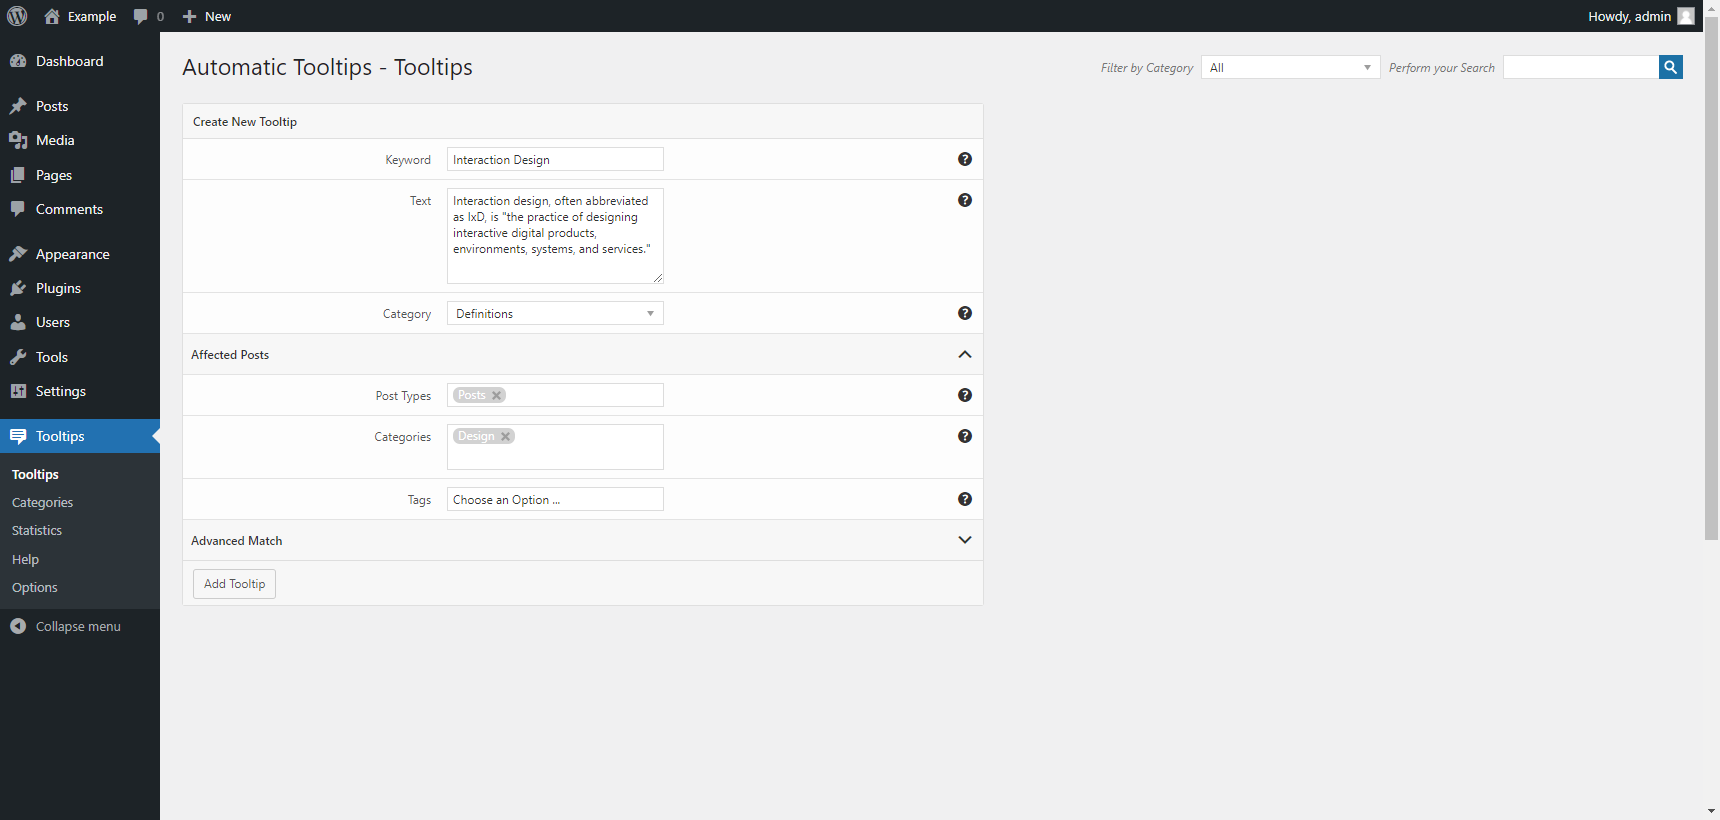 Example
0
New
Howdy, admin
Dashboard
Posts
Media
Pages
Comments
Appearance
Plugins
Users
Tools
Settings
Tooltips
Tooltips
Categories
Statistics
Help
Options
Collapse menu
Automatic Tooltips - Tooltips
Filter by Category
All
Perform your Search
Create New Tooltip
Keyword
Interaction Design
Text
Interaction design, often abbreviated
as IxD, is "the practice of designing
interactive digital products,
environments, systems, and services."
Category
Definitions
Affected Posts
Post Types
Posts
Categories
Design
Tags
Choose an Option ...
Advanced Match
Add Tooltip